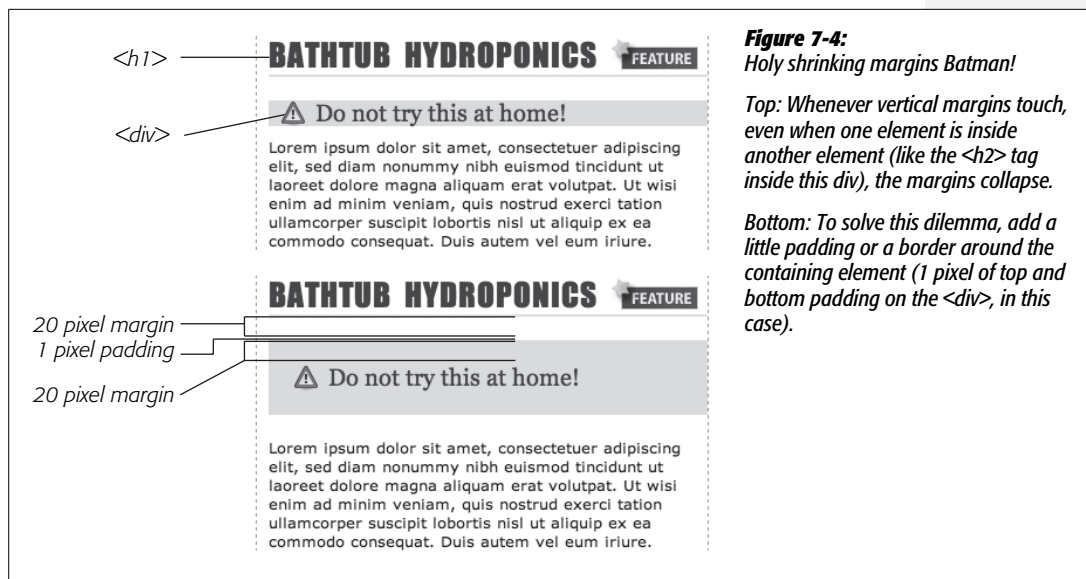 <h1>
<div>
BATHTUB HYDROPONICS FEATURE
Do not try this at home!
Lorem ipsum dolor sit amet, consectetuer adipiscing
elit, sed diam nonummy nibh euismod tincidunt ut
laoreet dolore magna aliquam erat volutpat. Ut wisi
enim ad minim veniam, quis nostrud exerci tation
ullamcorper suscipit lobortis nisl ut aliquip ex ea
commodo consequat. Duis autem vel eum iriure.
20 pixel margin
1 pixel padding
20 pixel margin
BATHTUB HYDROPONICS FEATURE
Do not try this at home!
Lorem ipsum dolor sit amet, consectetuer adipiscing
elit, sed diam nonummy nibh euismod tincidunt ut
laoreet dolore magna aliquam erat volutpat. Ut wisi
enim ad minim veniam, quis nostrud exerci tation
ullamcorper suscipit lobortis nisl ut aliquip ex ea
commodo consequat. Duis autem vel eum iriure.
Figure 7-4:
Holy shrinking margins Batman!
Top: Whenever vertical margins touch,
even when one element is inside
another element (like the <h2> tag
inside this div), the margins collapse.
Bottom: To solve this dilemma, add a
little padding or a border around the
containing element (1 pixel of top and
bottom padding on the <div>, in this
case).